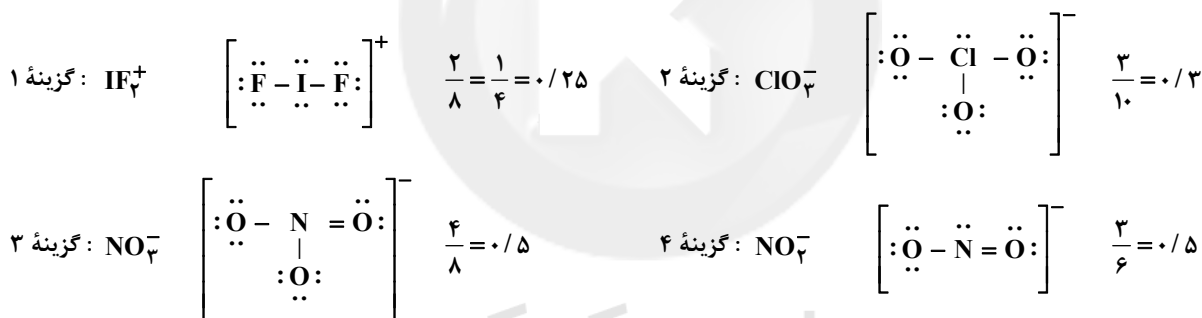 گزینهٔ ۱ : IF₂⁺ [:F̈ – Ï – F̈:]⁺ ۲/۸ = ۱/۴ = ۰/۲۵
گزینهٔ ۲ : ClO₃⁻ [:Ö – C̈l – Ö:]⁻ ۳/۱۰ = ۰/۳
|
:O:
گزینهٔ ۳ : NO₃⁻ [:Ö – N = Ö:]⁻ ۴/۸ = ۰/۵
|
:O:
گزینهٔ ۴ : NO₂⁻ [:Ö – N̈ = Ö:]⁻ ۳/۶ = ۰/۵